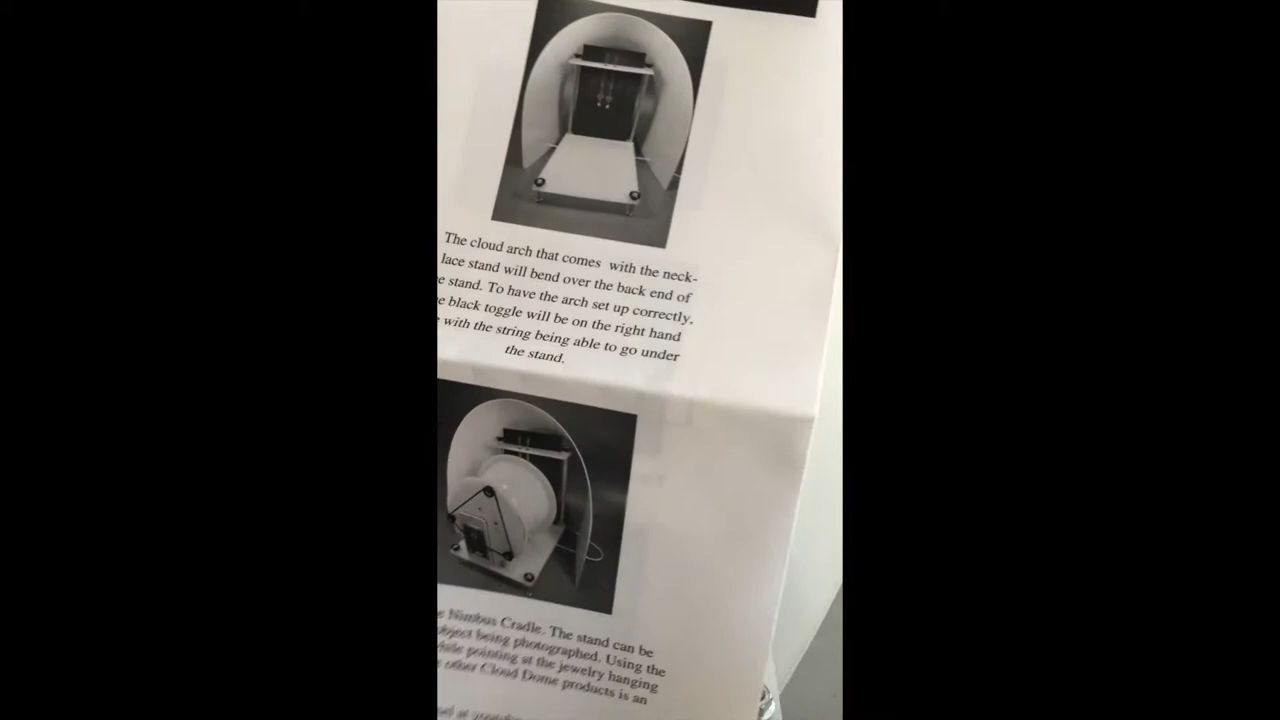 The cloud arch that comes with the neck-
lace stand will bend over the back end of
stand. To have the arch set up correctly,
black toggle will be on the right hand
with the string being able to go under
the stand.
Nimbus Cradle. The stand can be
object being photographed. Using the
while pointing at the jewelry hanging
other Cloud Dome products is an